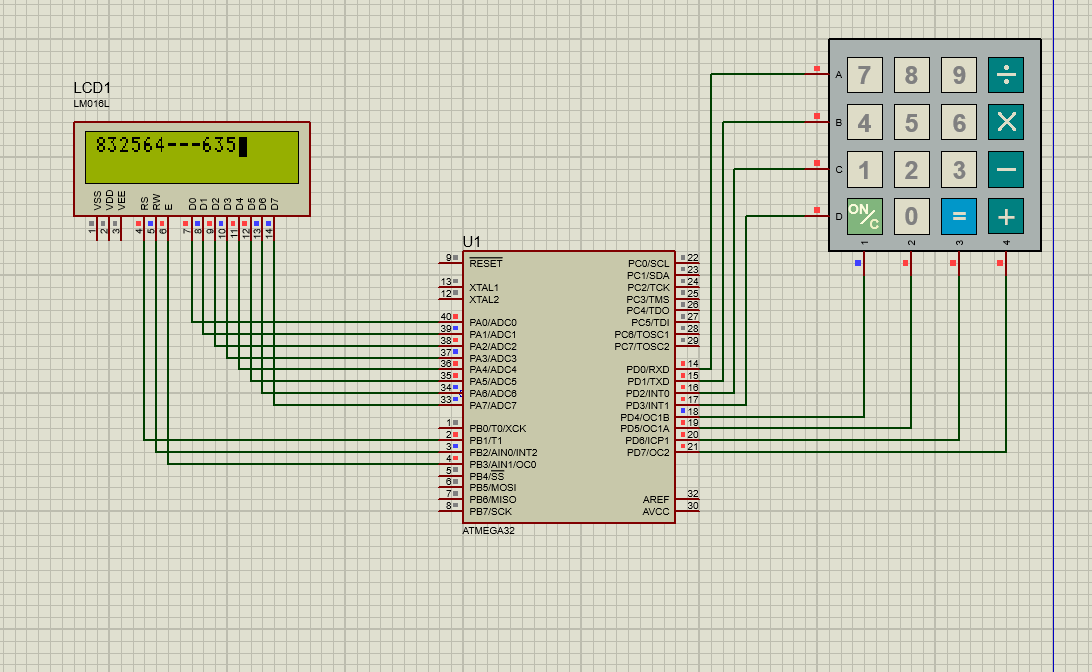 LCD1
LM016L
832564---635
VSS VDD VEE RS RW E D0 D1 D2 D3 D4 D5 D6 D7
1 2 3 4 5 6 7 8 9 10 11 12 13 14
U1
9 RESET
13 XTAL1
12 XTAL2
40 PA0/ADC0
39 PA1/ADC1
38 PA2/ADC2
37 PA3/ADC3
36 PA4/ADC4
35 PA5/ADC5
34 PA6/ADC6
33 PA7/ADC7
1 PB0/T0/XCK
2 PB1/T1
3 PB2/AIN0/INT2
4 PB3/AIN1/OC0
5 PB4/SS
6 PB5/MOSI
7 PB6/MISO
8 PB7/SCK
PC0/SCL 22
PC1/SDA 23
PC2/TCK 24
PC3/TMS 25
PC4/TDO 26
PC5/TDI 27
PC6/TOSC1 28
PC7/TOSC2 29
PD0/RXD 14
PD1/TXD 15
PD2/INT0 16
PD3/INT1 17
PD4/OC1B 18
PD5/OC1A 19
PD6/ICP1 20
PD7/OC2 21
AREF 32
AVCC 30
ATMEGA32
A 7 8 9 ÷
B 4 5 6 ×
C 1 2 3 −
D ON/C 0 = +
1 2 3 4